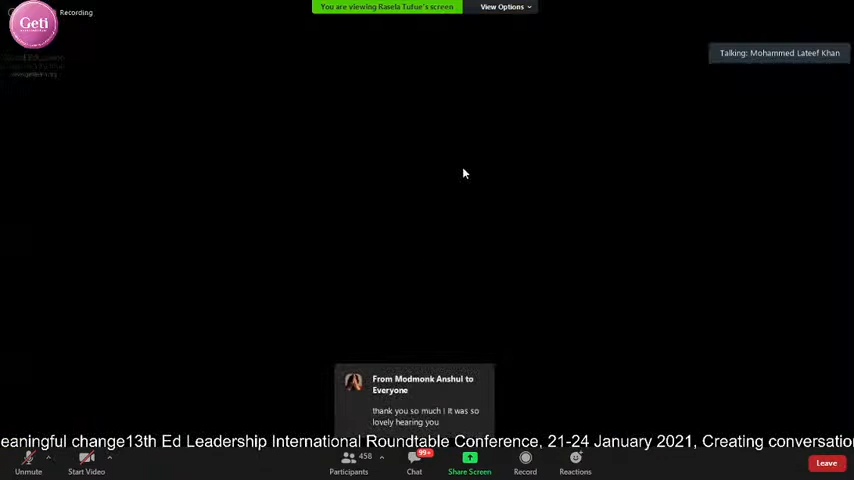 Geti
Recording
You are viewing Rasela Tufue's screen
View Options
Talking: Mohammed Lateef Khan
From Modmonk Anshul to
Everyone
thank you so much ! It was so
lovely hearing you
eaningful change13th Ed Leadership International Roundtable Conference, 21-24 January 2021, Creating conversatio
Unmute
Start Video
458
Participants
99+
Chat
Share Screen
Record
Reactions
Leave